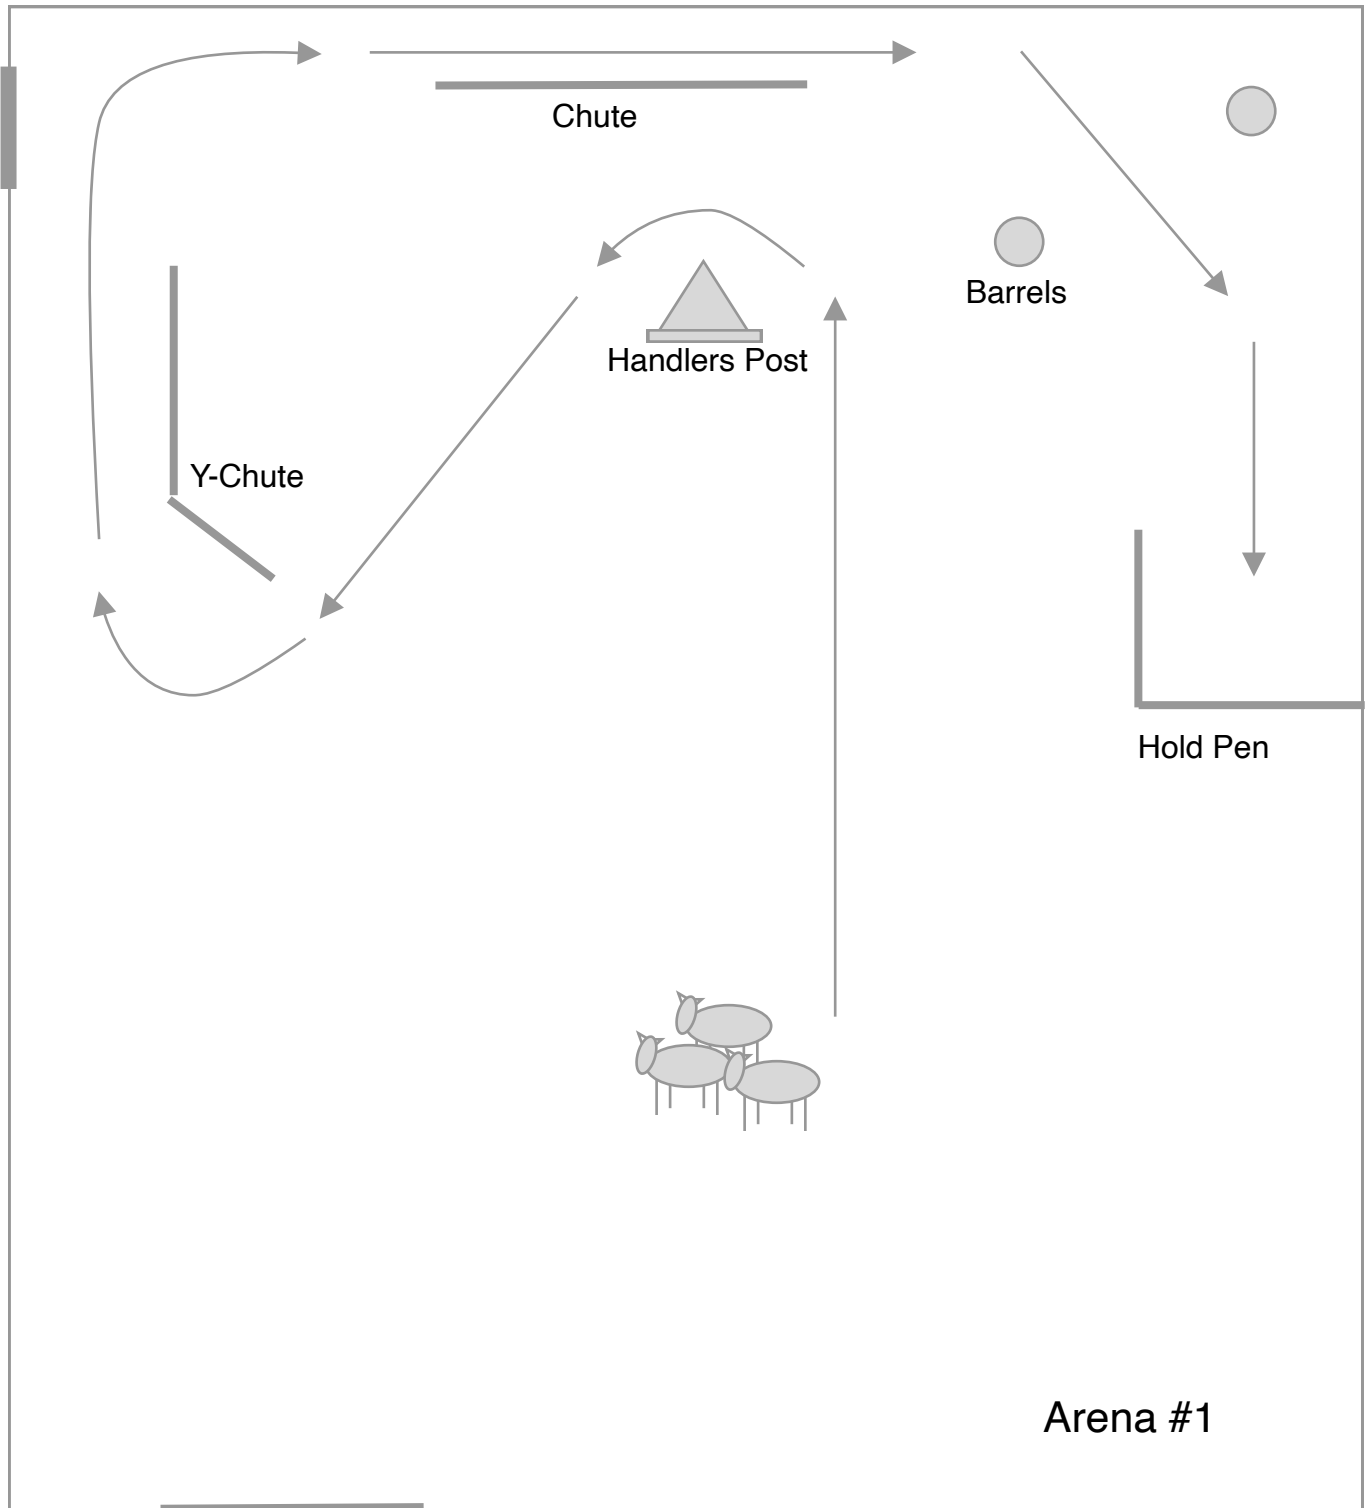 Chute
Barrels
Handlers Post
Y-Chute
Hold Pen
Arena #1